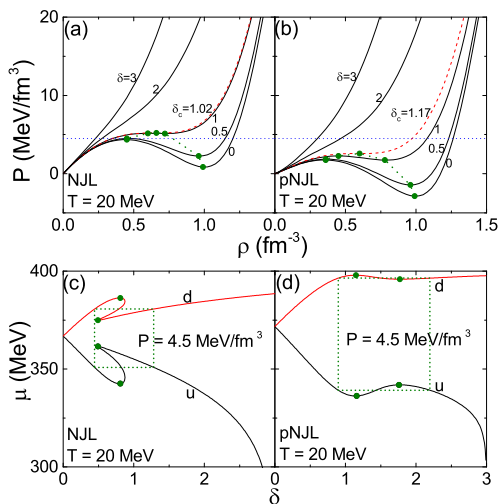 (a)
(b)
20
15
10
5
0
P (MeV/fm³)
δ=3
2
δc=1.02
1
0.5
0
NJL
T = 20 MeV
δ=3
2
δc=1.17
1
0.5
0
pNJL
T = 20 MeV
0.0 0.5 1.0 0.0 0.5 1.0 1.5
ρ (fm⁻³)
(c)
(d)
400
350
300
μ (MeV)
d
P = 4.5 MeV/fm³
u
NJL
T = 20 MeV
d
P = 4.5 MeV/fm³
u
pNJL
T = 20 MeV
0 1 2 0 1 2 3
δ